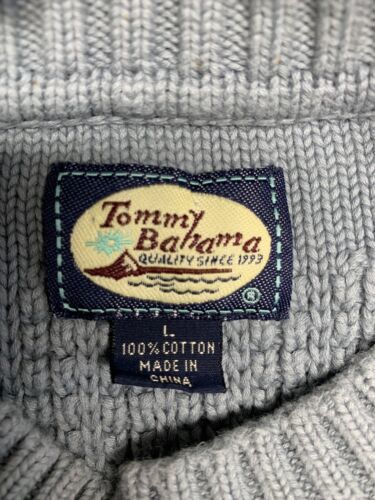 Tommy
Bahama
QUALITY SINCE 1993
®
L
100% COTTON
MADE IN
CHINA